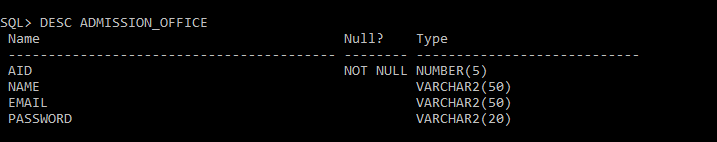 SQL> DESC ADMISSION_OFFICE
Name Null? Type
----------------------------------------- -------- ----------------------------
AID NOT NULL NUMBER(5)
NAME VARCHAR2(50)
EMAIL VARCHAR2(50)
PASSWORD VARCHAR2(20)